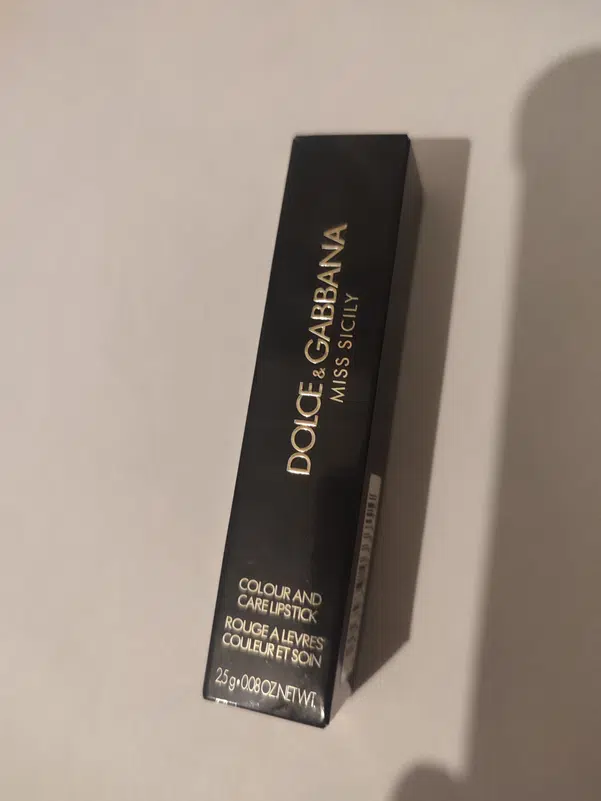 DOLCE & GABBANA
MISS SICILY
COLOUR AND
CARE LIPSTICK
ROUGE A LEVRES
COULEUR ET SOIN
2,5 g • 0.08 OZ NET WT.